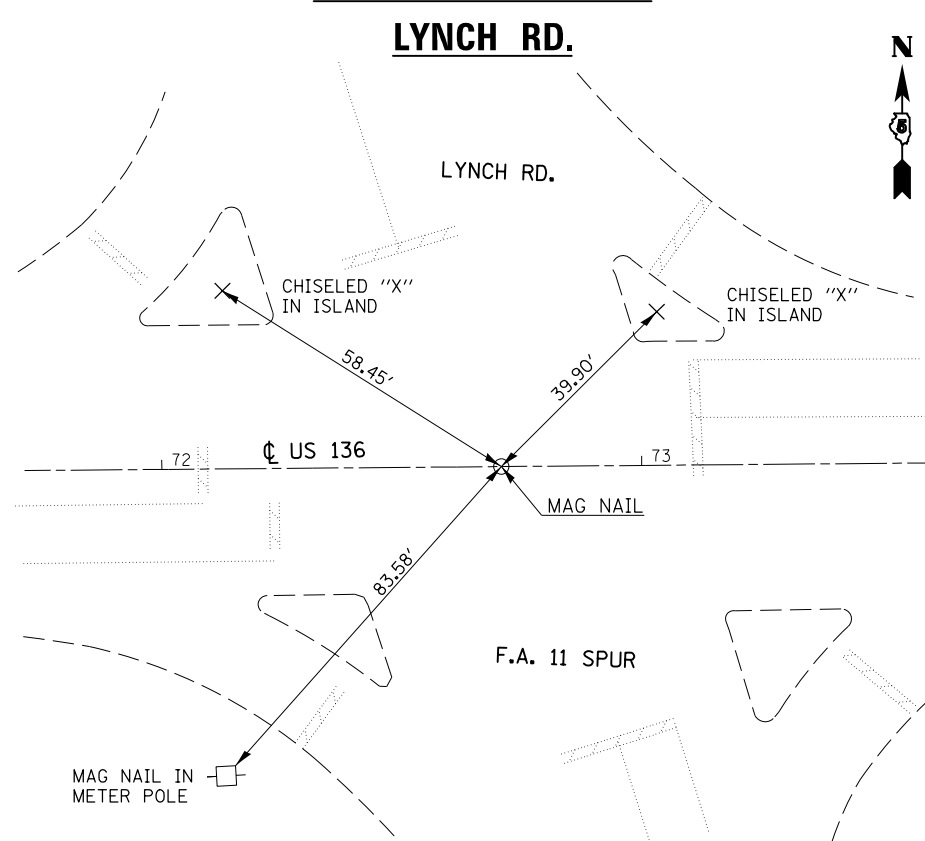 LYNCH RD.
N
5
LYNCH RD.
CHISELED "X"
IN ISLAND
CHISELED "X"
IN ISLAND
58.45'
39.90'
72
℄ US 136
73
MAG NAIL
83.58'
F.A. 11 SPUR
MAG NAIL IN
METER POLE